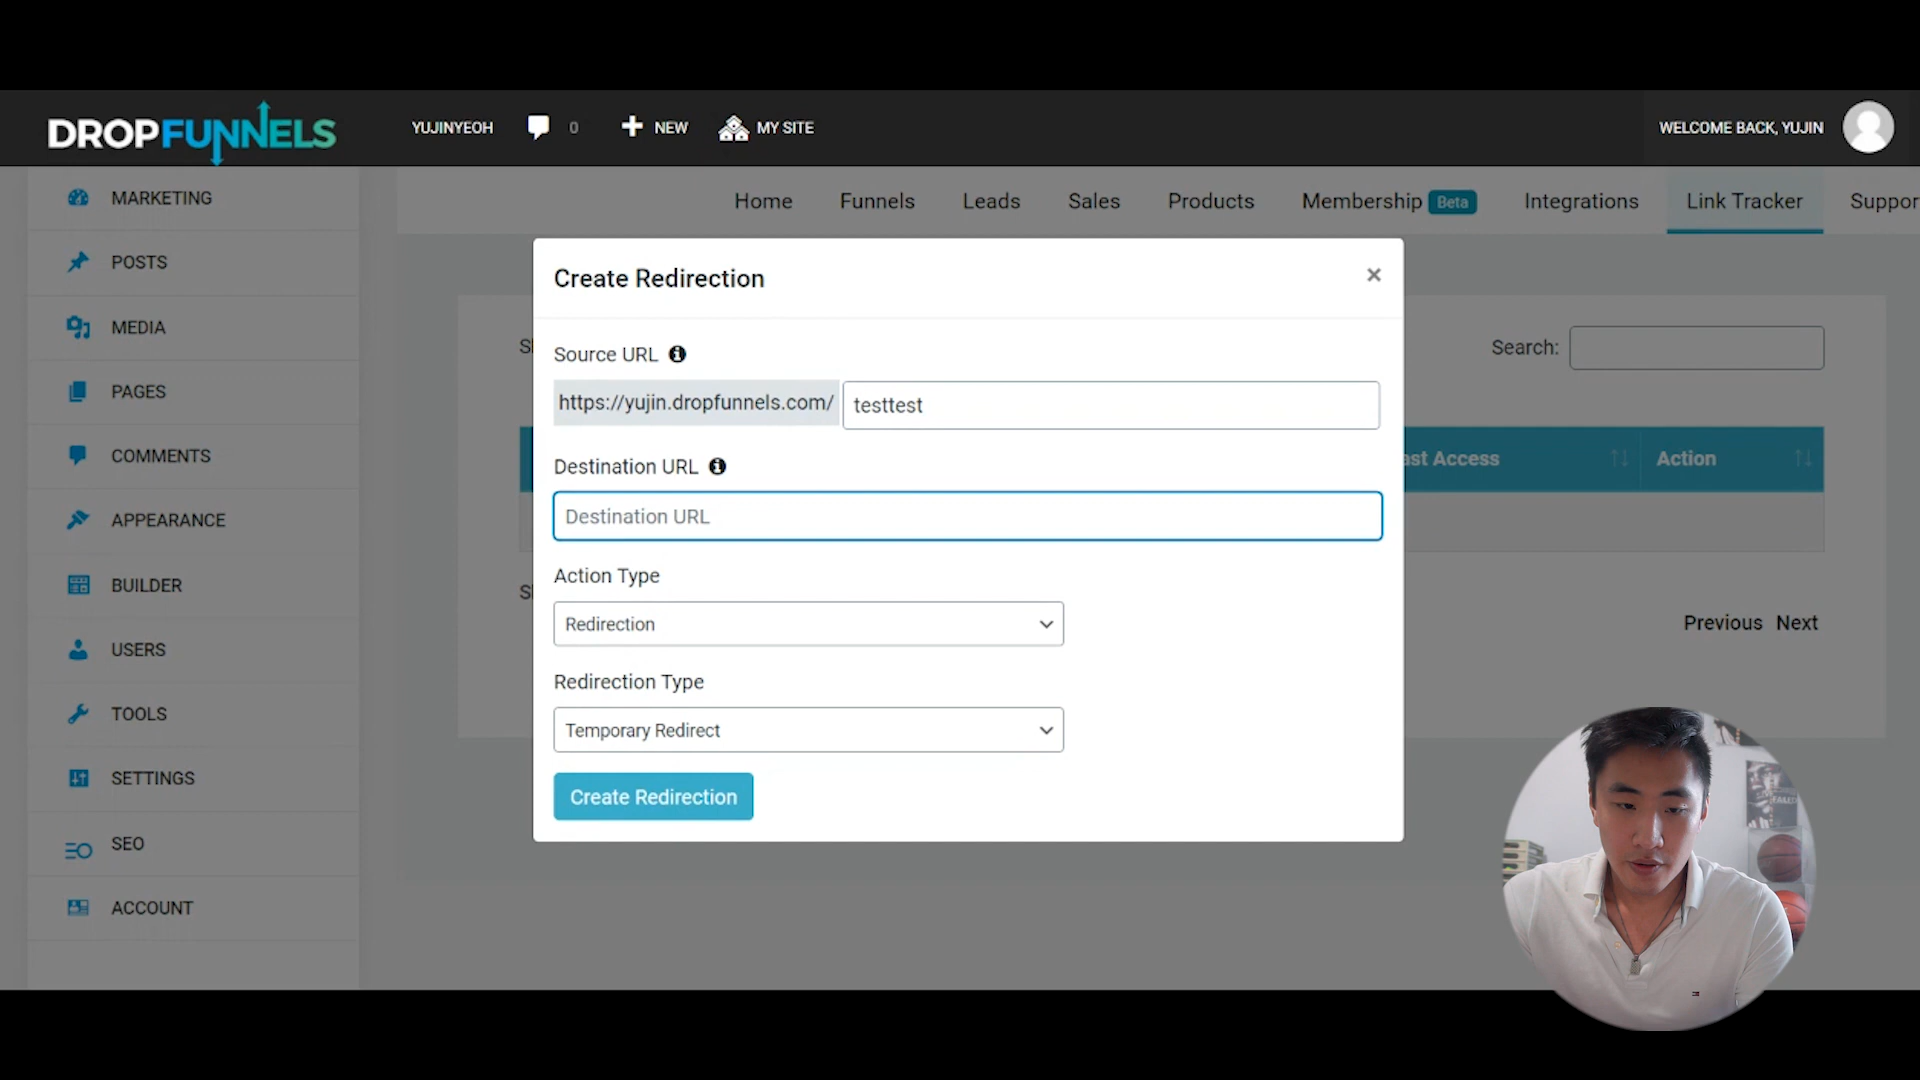 DROPFUNNELS
YUJINYEOH
0
NEW
MY SITE
WELCOME BACK, YUJIN
MARKETING
POSTS
MEDIA
PAGES
COMMENTS
APPEARANCE
BUILDER
USERS
TOOLS
SETTINGS
SEO
ACCOUNT
Home
Funnels
Leads
Sales
Products
Membership Beta
Integrations
Link Tracker
Suppor
Create Redirection
×
Source URL
https://yujin.dropfunnels.com/ testtest
Destination URL
Destination URL
Action Type
Redirection
Redirection Type
Temporary Redirect
Create Redirection
Search:
ast Access
Action
Previous Next